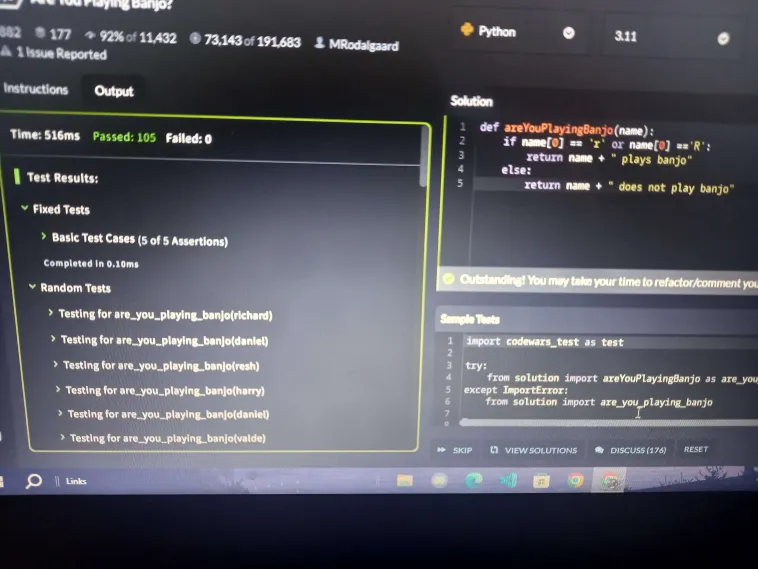 Are You Playing Banjo?
882 177 92% of 11,432 73,143 of 191,683 MRodalgaard
1 Issue Reported
Python
3.11
Instructions Output
Time: 516ms Passed: 105 Failed: 0
Test Results:
Fixed Tests
Basic Test Cases (5 of 5 Assertions)
Completed in 0.10ms
Random Tests
Testing for are_you_playing_banjo(richard)
Testing for are_you_playing_banjo(daniel)
Testing for are_you_playing_banjo(resh)
Testing for are_you_playing_banjo(harry)
Testing for are_you_playing_banjo(daniel)
Testing for are_you_playing_banjo(valde)
Solution
1 def areYouPlayingBanjo(name):
2 if name[0] == 'r' or name[0] =='R':
3 return name + " plays banjo"
4 else:
5 return name + " does not play banjo"
Outstanding! You may take your time to refactor/comment you
Sample Tests
1 import codewars_test as test
2
3 try:
4 from solution import areYouPlayingBanjo as are_you
5 except ImportError:
6 from solution import are_you_playing_banjo
7
SKIP VIEW SOLUTIONS DISCUSS (176) RESET
Links